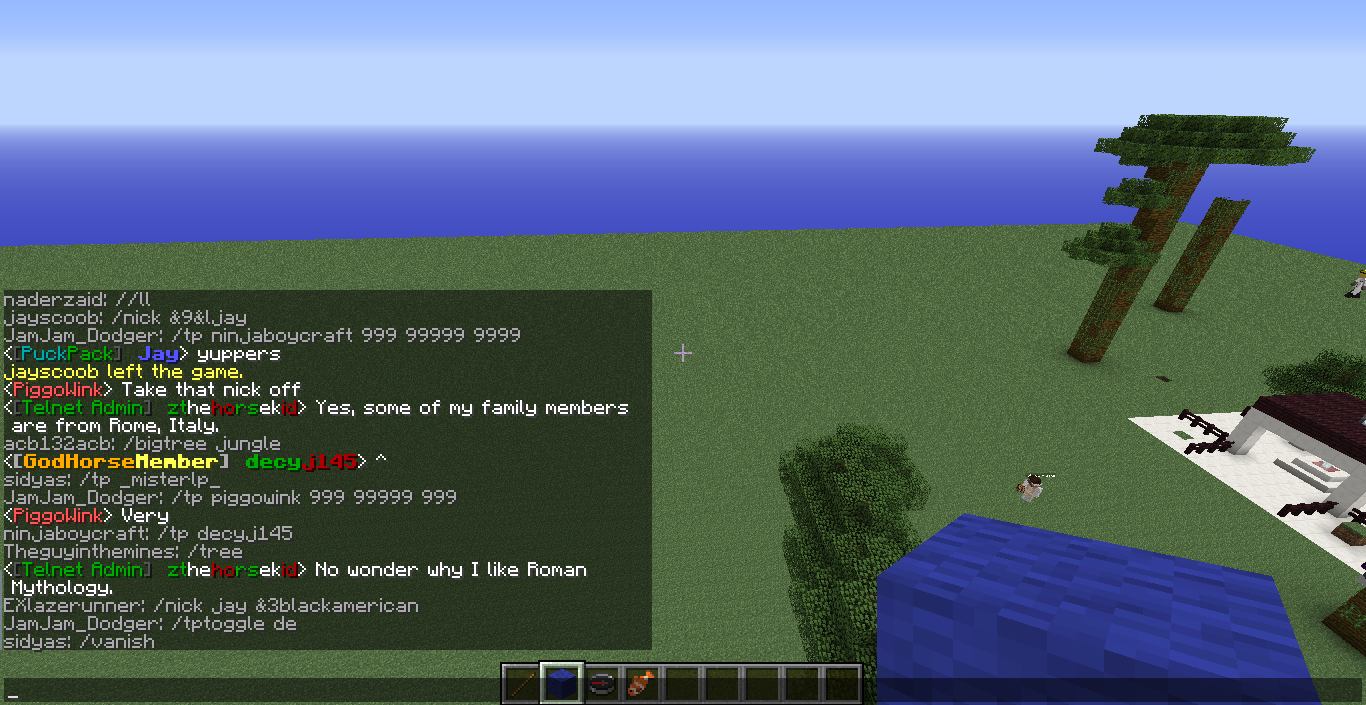 naderzaid: //ll
jayscoob: /nick &9&ljay
JamJam_Dodger: /tp ninjaboycraft 999 99999 9999
<[PuckPack] Jay> yuppers
jayscoob left the game.
<PiggoWink> Take that nick off
<[Telnet Admin] zthehorsekid> Yes, some of my family members
are from Rome, Italy.
acb132acb: /bigtree jungle
<[GodHorseMember] decyj145> ^
sidyas: /tp _misterlp_
JamJam_Dodger: /tp piggowink 999 99999 999
<PiggoWink> Very
ninjaboycraft: /tp decyj145
Theguyinthemines: /tree
<[Telnet Admin] zthehorsekid> No wonder why I like Roman
Mythology.
EXlazerunner: /nick jay &3blackamerican
JamJam_Dodger: /tptoggle de
sidyas: /vanish
_